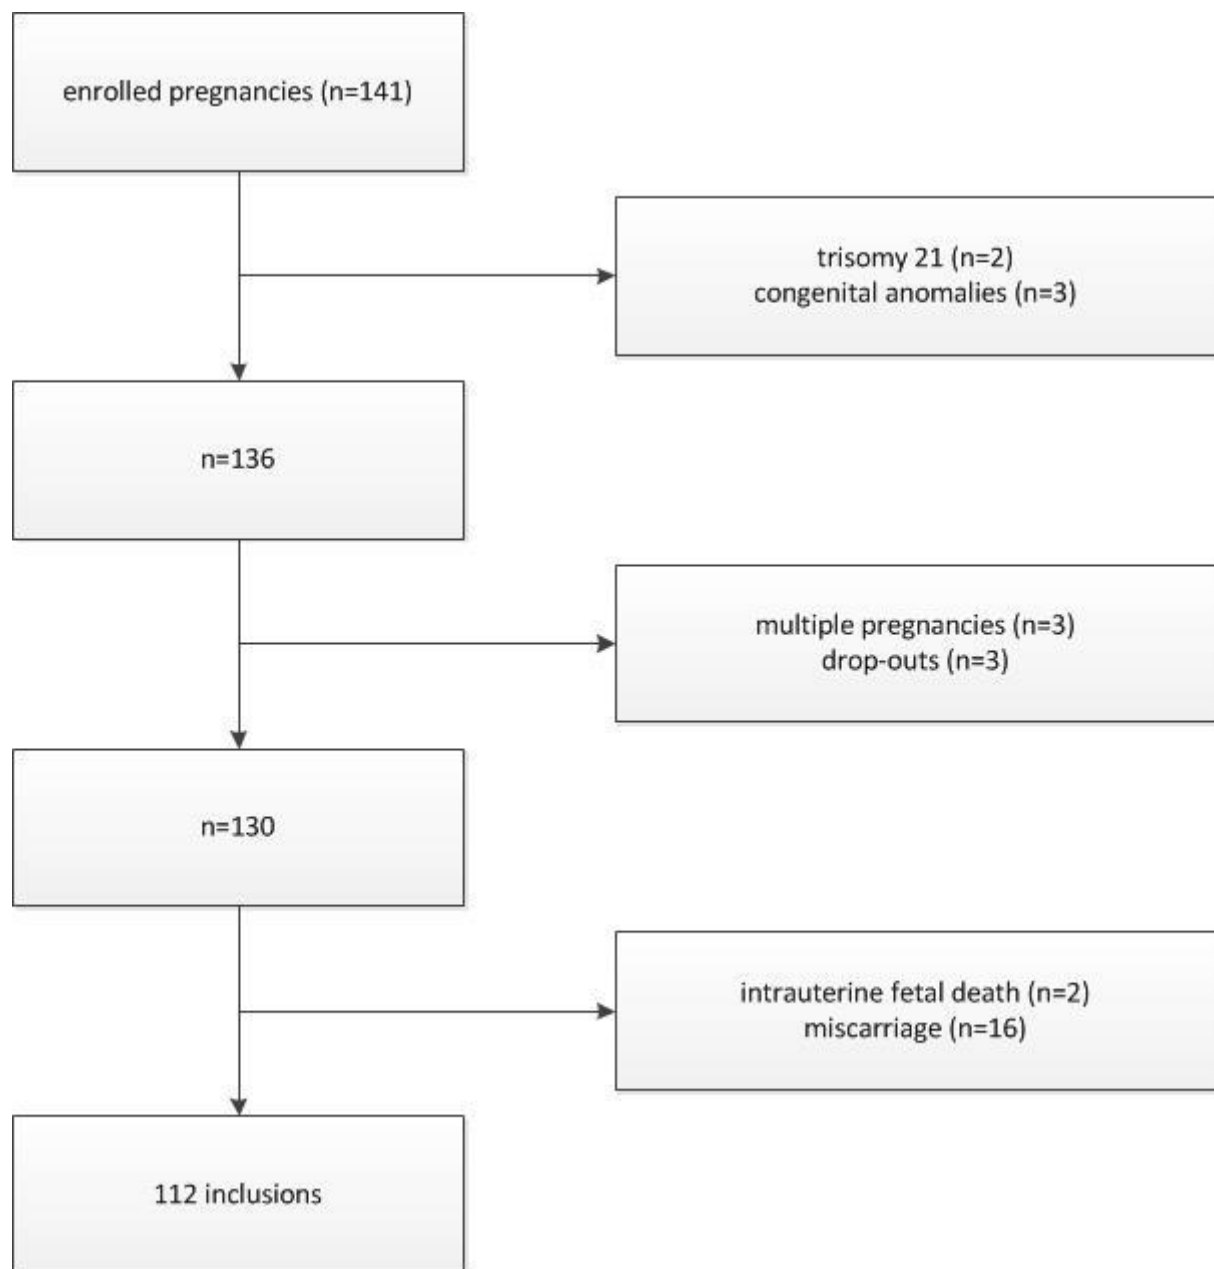 enrolled pregnancies (n=141)
trisomy 21 (n=2)
congenital anomalies (n=3)
n=136
multiple pregnancies (n=3)
drop-outs (n=3)
n=130
intrauterine fetal death (n=2)
miscarriage (n=16)
112 inclusions